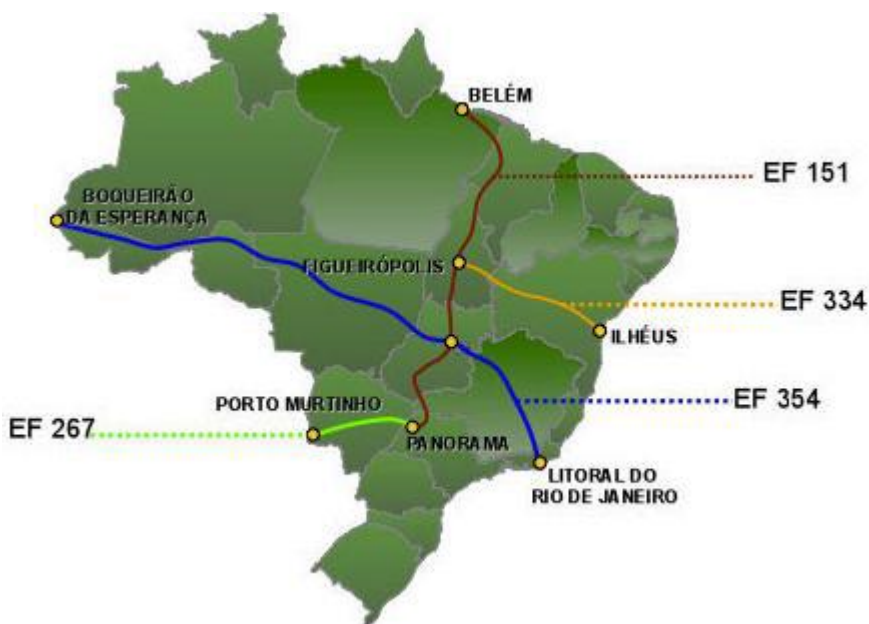 BELÉM
EF 151
BOQUEIRÃO
DA ESPERANÇA
FIGUEIRÓPOLIS
EF 334
ILHÉUS
EF 354
PORTO MURTINHO
EF 267
PANORAMA
LITORAL DO
RIO DE JANEIRO